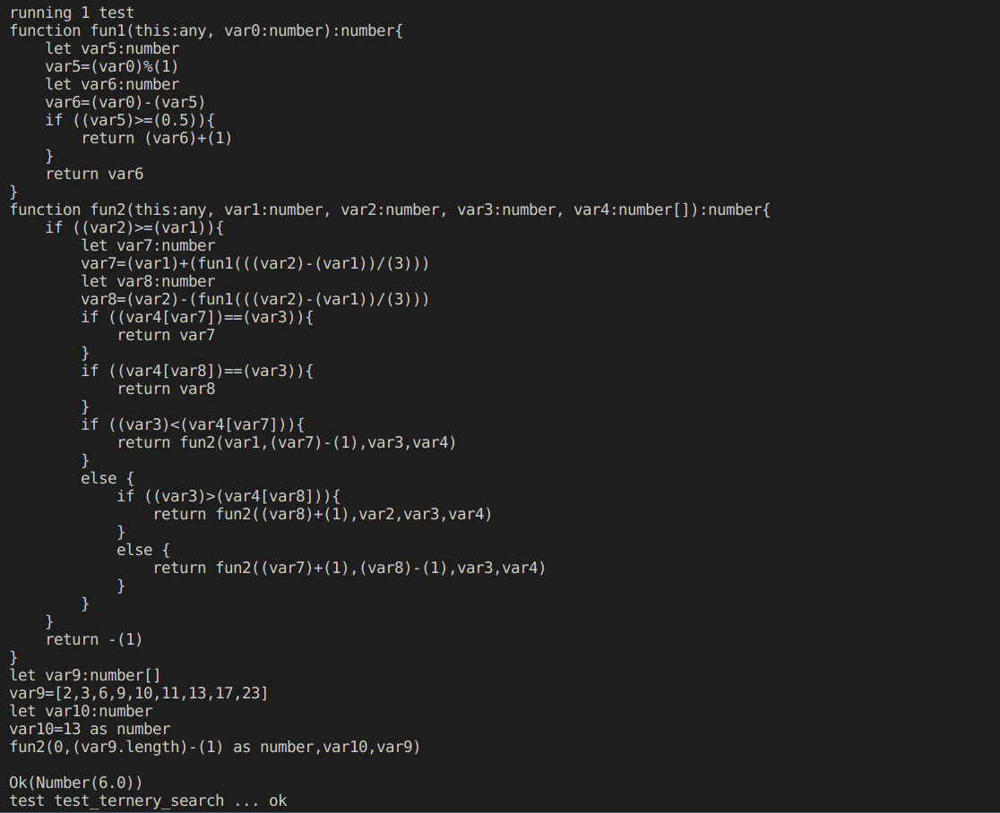 running 1 test
function fun1(this:any, var0:number):number{
    let var5:number
    var5=(var0)%(1)
    let var6:number
    var6=(var0)-(var5)
    if ((var5)>=(0.5)){
        return (var6)+(1)
    }
    return var6
}
function fun2(this:any, var1:number, var2:number, var3:number, var4:number[]):number{
    if ((var2)>=(var1)){
        let var7:number
        var7=(var1)+(fun1(((var2)-(var1))/(3)))
        let var8:number
        var8=(var2)-(fun1(((var2)-(var1))/(3)))
        if ((var4[var7])==(var3)){
            return var7
        }
        if ((var4[var8])==(var3)){
            return var8
        }
        if ((var3)<(var4[var7])){
            return fun2(var1,(var7)-(1),var3,var4)
        }
        else {
            if ((var3)>(var4[var8])){
                return fun2((var8)+(1),var2,var3,var4)
            }
            else {
                return fun2((var7)+(1),(var8)-(1),var3,var4)
            }
        }
    }
    return -(1)
}
let var9:number[]
var9=[2,3,6,9,10,11,13,17,23]
let var10:number
var10=13 as number
fun2(0,(var9.length)-(1) as number,var10,var9)

Ok(Number(6.0))
test test_ternery_search ... ok